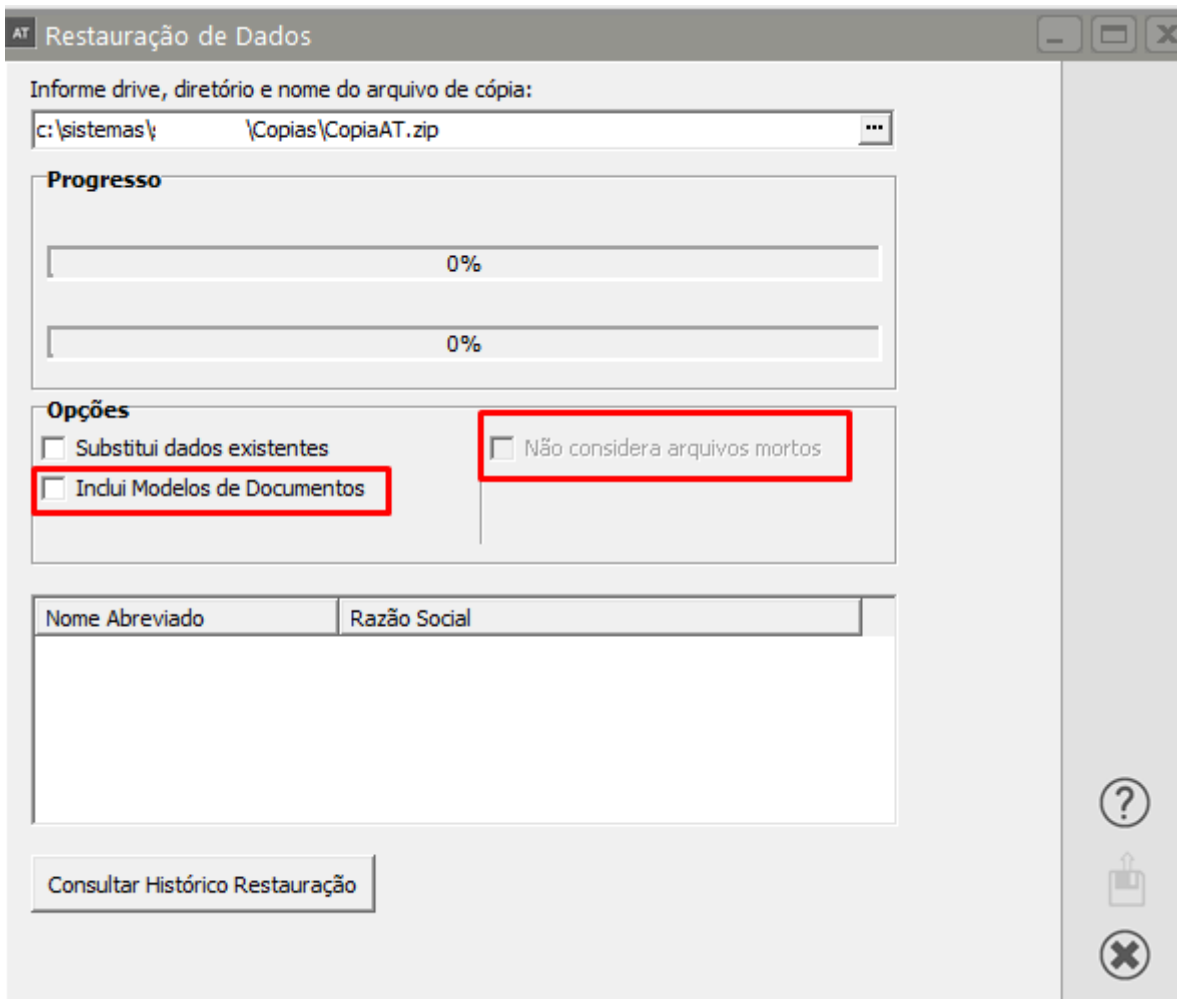 AT Restauração de Dados
Informe drive, diretório e nome do arquivo de cópia:
c:\sistemas\ \Copias\CopiaAT.zip ...
Progresso
0%
0%
Opções
Substitui dados existentes Não considera arquivos mortos
Inclui Modelos de Documentos
Nome Abreviado Razão Social
Consultar Histórico Restauração
?